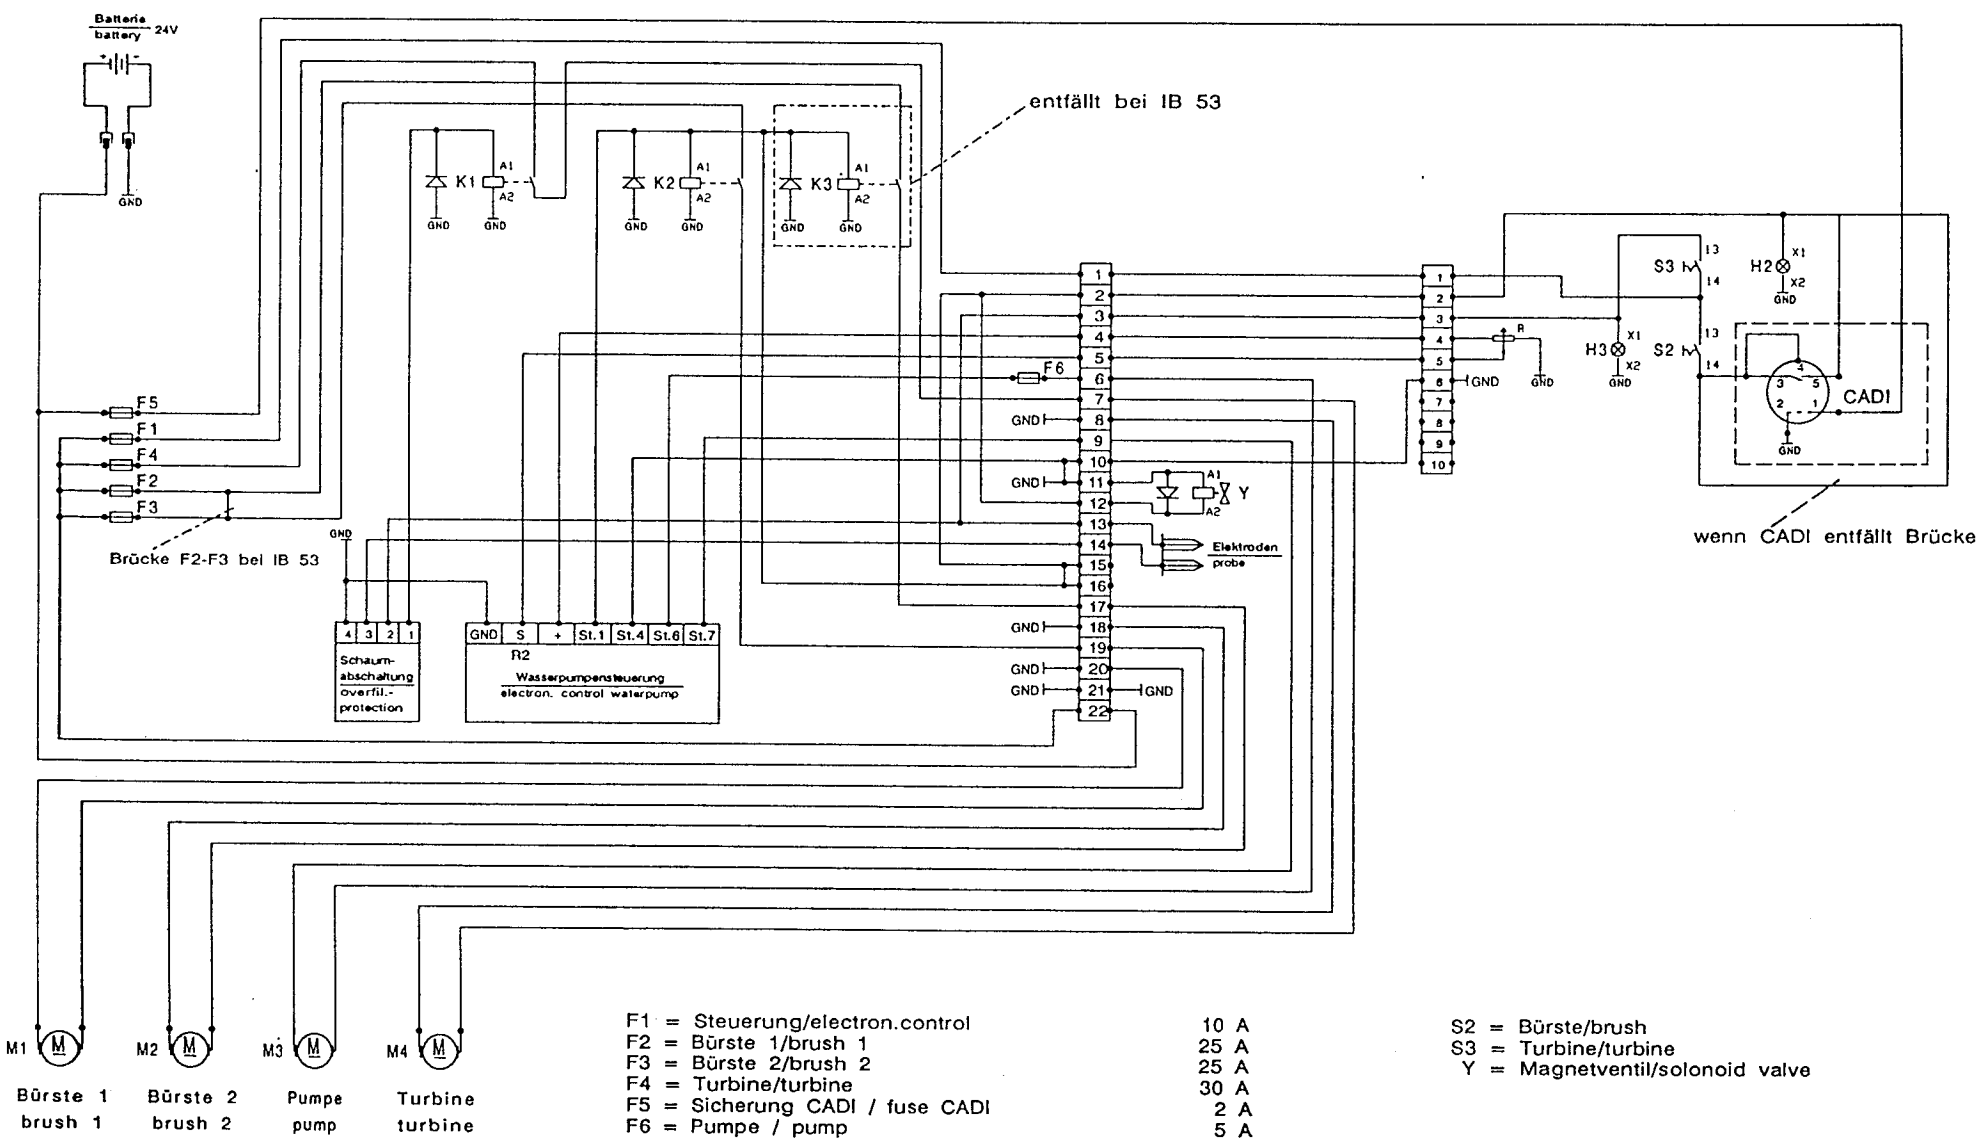 Batterie
battery 24V
+ -
GND
entfällt bei IB 53
K1 A1 A2
GND GND
K2 A1 A2
GND GND
K3 A1 A2
GND GND
F5
F1
F4
F2
F3
Brücke F2-F3 bei IB 53
GND
4 3 2 1
Schaum-
abschaltung
overfil.-
protection
GND S + St.1 St.4 St.6 St.7
R2
Wasserpumpensteuerung
electron. control waterpump
F6
GND
GND
GND
GND
GND
1
2
3
4
5
6
7
8
9
10
11
12
13
14
15
16
17
18
19
20
21
22
GND
A1
Y
A2
Elektroden
probe
1
2
3
4
5
6
7
8
9
10
GND
R
GND
H3 X1 X2
GND
S3 13 14
S2 13 14
H2 X1 X2
GND
3 4 5
2 1
CADI
GND
wenn CADI entfällt Brücke
M1 M
M2 M
M3 M
M4 M
Bürste 1
brush 1
Bürste 2
brush 2
Pumpe
pump
Turbine
turbine
F1 = Steuerung/electron.control 10 A
F2 = Bürste 1/brush 1 25 A
F3 = Bürste 2/brush 2 25 A
F4 = Turbine/turbine 30 A
F5 = Sicherung CADI / fuse CADI 2 A
F6 = Pumpe / pump 5 A
S2 = Bürste/brush
S3 = Turbine/turbine
Y = Magnetventil/solonoid valve